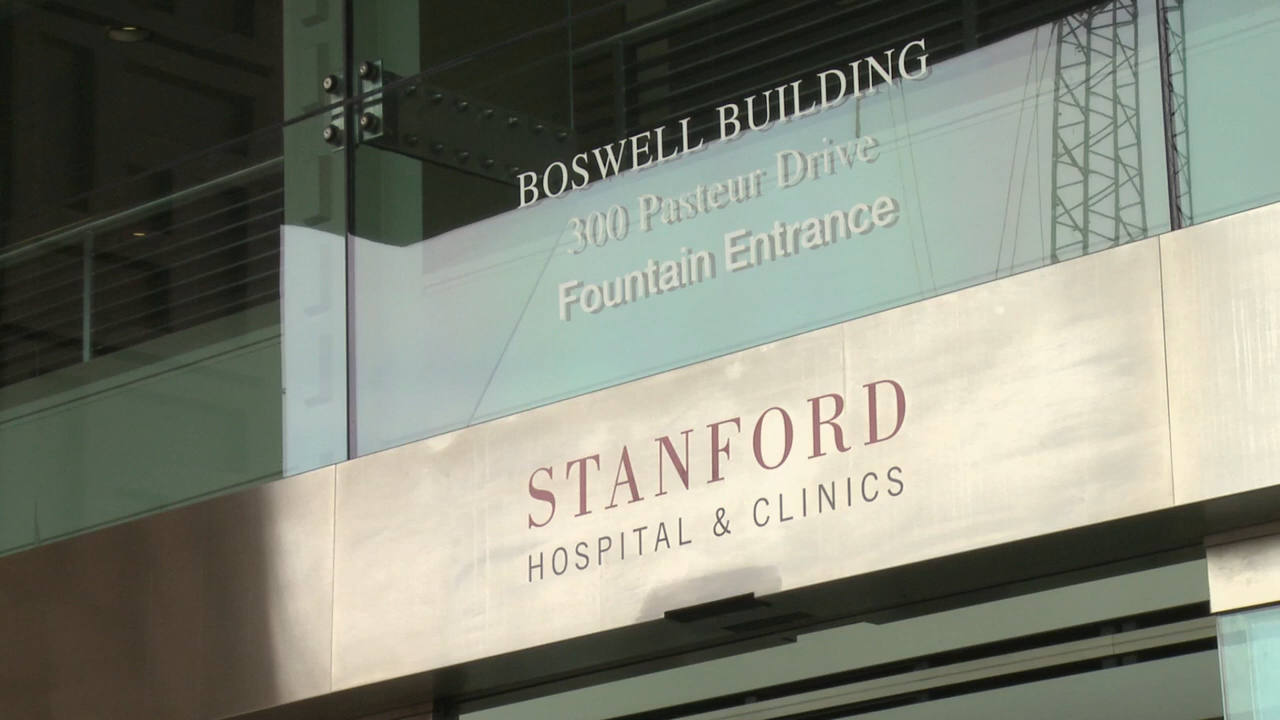 BOSWELL BUILDING
300 Pasteur Drive
Fountain Entrance
STANFORD
HOSPITAL & CLINICS